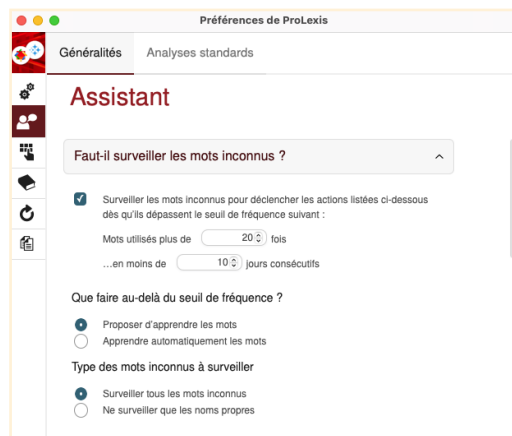 Préférences de ProLexis
Généralités Analyses standards
Assistant
Faut-il surveiller les mots inconnus ?
Surveiller les mots inconnus pour déclencher les actions listées ci-dessous
dès qu'ils dépassent le seuil de fréquence suivant :
Mots utilisés plus de 20 fois
...en moins de 10 jours consécutifs
Que faire au-delà du seuil de fréquence ?
Proposer d'apprendre les mots
Apprendre automatiquement les mots
Type des mots inconnus à surveiller
Surveiller tous les mots inconnus
Ne surveiller que les noms propres